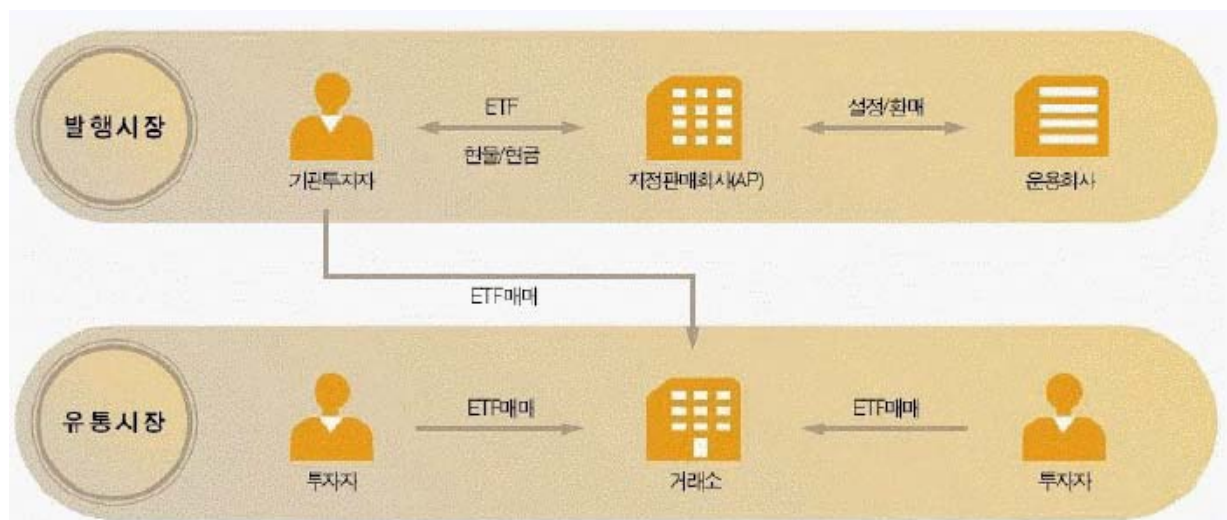 발행시장
ETF
현물/현금
설정/환매
기관투자자
지정판매회사(AP)
운용회사
ETF매매
유통시장
ETF매매
ETF매매
투자자
거래소
투자자